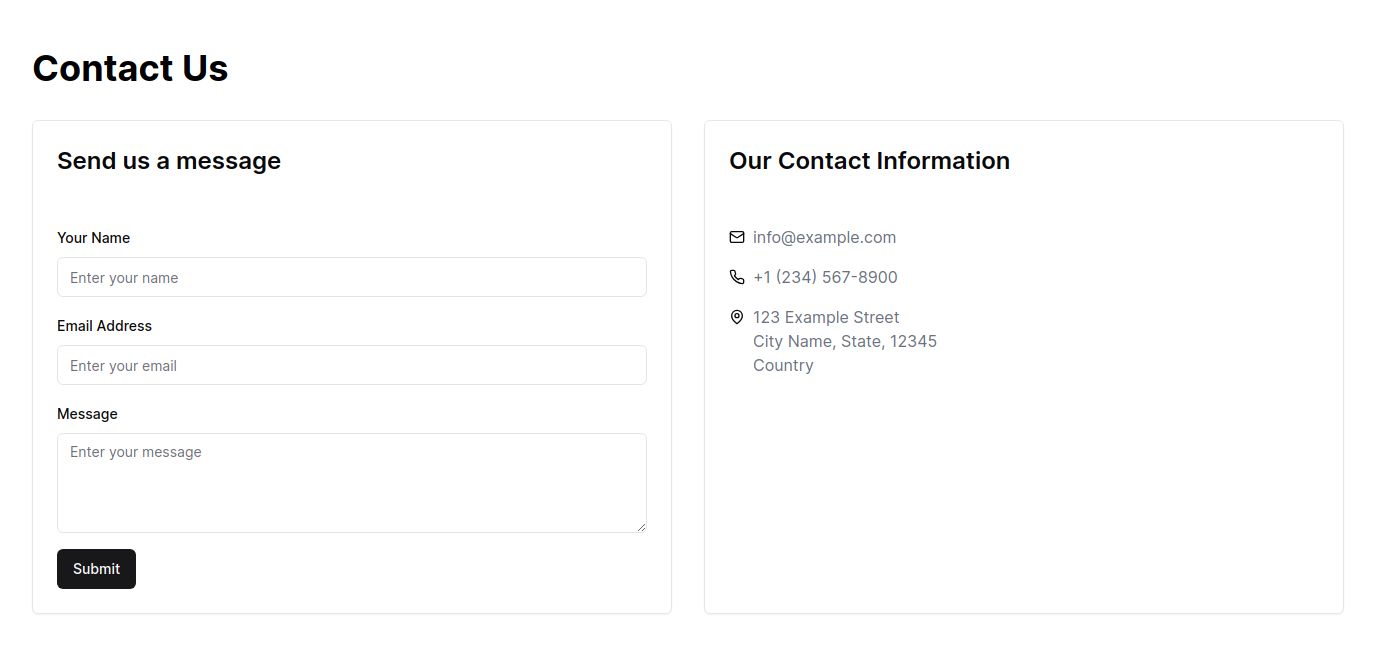 Contact Us
Send us a message
Your Name
Enter your name
Email Address
Enter your email
Message
Enter your message
Submit
Our Contact Information
info@example.com
+1 (234) 567-8900
123 Example Street
City Name, State, 12345
Country